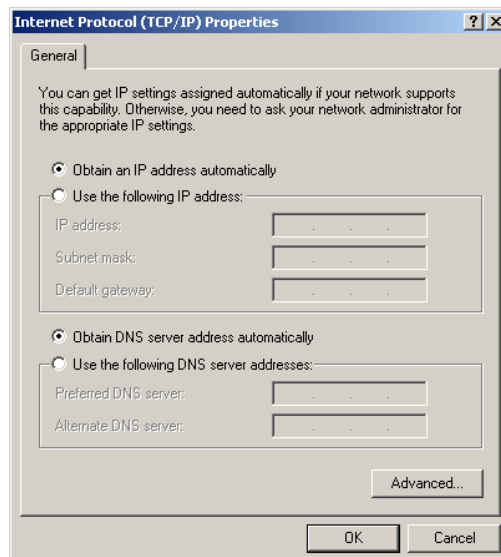 Internet Protocol (TCP/IP) Properties
General
You can get IP settings assigned automatically if your network supports
this capability. Otherwise, you need to ask your network administrator for
the appropriate IP settings.
Obtain an IP address automatically
Use the following IP address:
IP address:
Subnet mask:
Default gateway:
Obtain DNS server address automatically
Use the following DNS server addresses:
Preferred DNS server:
Alternate DNS server:
Advanced...
OK Cancel